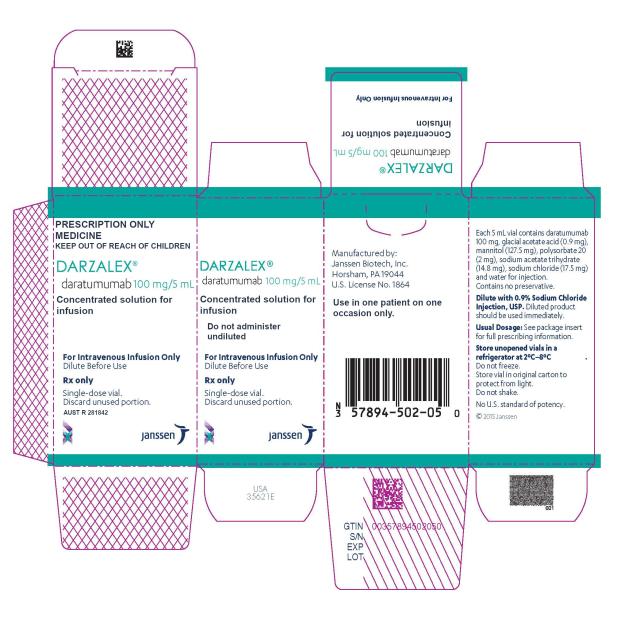 For Intravenous Infusion Only
Concentrated solution for
infusion
daratumumab 100 mg/5 mL
DARZALEX®
PRESCRIPTION ONLY
MEDICINE
KEEP OUT OF REACH OF CHILDREN
DARZALEX®
daratumumab 100 mg/5 mL
Concentrated solution for
infusion
For Intravenous Infusion Only
Dilute Before Use
Rx only
Single-dose vial.
Discard unused portion.
AUST R 281842
janssen
DARZALEX®
daratumumab 100 mg/5 mL
Concentrated solution for
infusion
Do not administer
undiluted
For Intravenous Infusion Only
Dilute Before Use
Rx only
Single-dose vial.
Discard unused portion.
janssen
Manufactured by:
Janssen Biotech, Inc.
Horsham, PA 19044
U.S. License No. 1864
Use in one patient on one
occasion only.
N
3 57894-502-05 0
Each 5 mL vial contains daratumumab
100 mg, glacial acetate acid (0.9 mg),
mannitol (127.5 mg), polysorbate 20
(2 mg), sodium acetate trihydrate
(14.8 mg), sodium chloride (17.5 mg)
and water for injection.
Contains no preservative.
Dilute with 0.9% Sodium Chloride
Injection, USP. Diluted product
should be used immediately.
Usual Dosage: See package insert
for full prescribing information.
Store unopened vials in a
refrigerator at 2ºC–8ºC .
Do not freeze.
Store vial in original carton to
protect from light.
Do not shake.
No U.S. standard of potency.
© 2015 Janssen
USA
35621E
GTIN 00357894502050
S/N
EXP
LOT
001